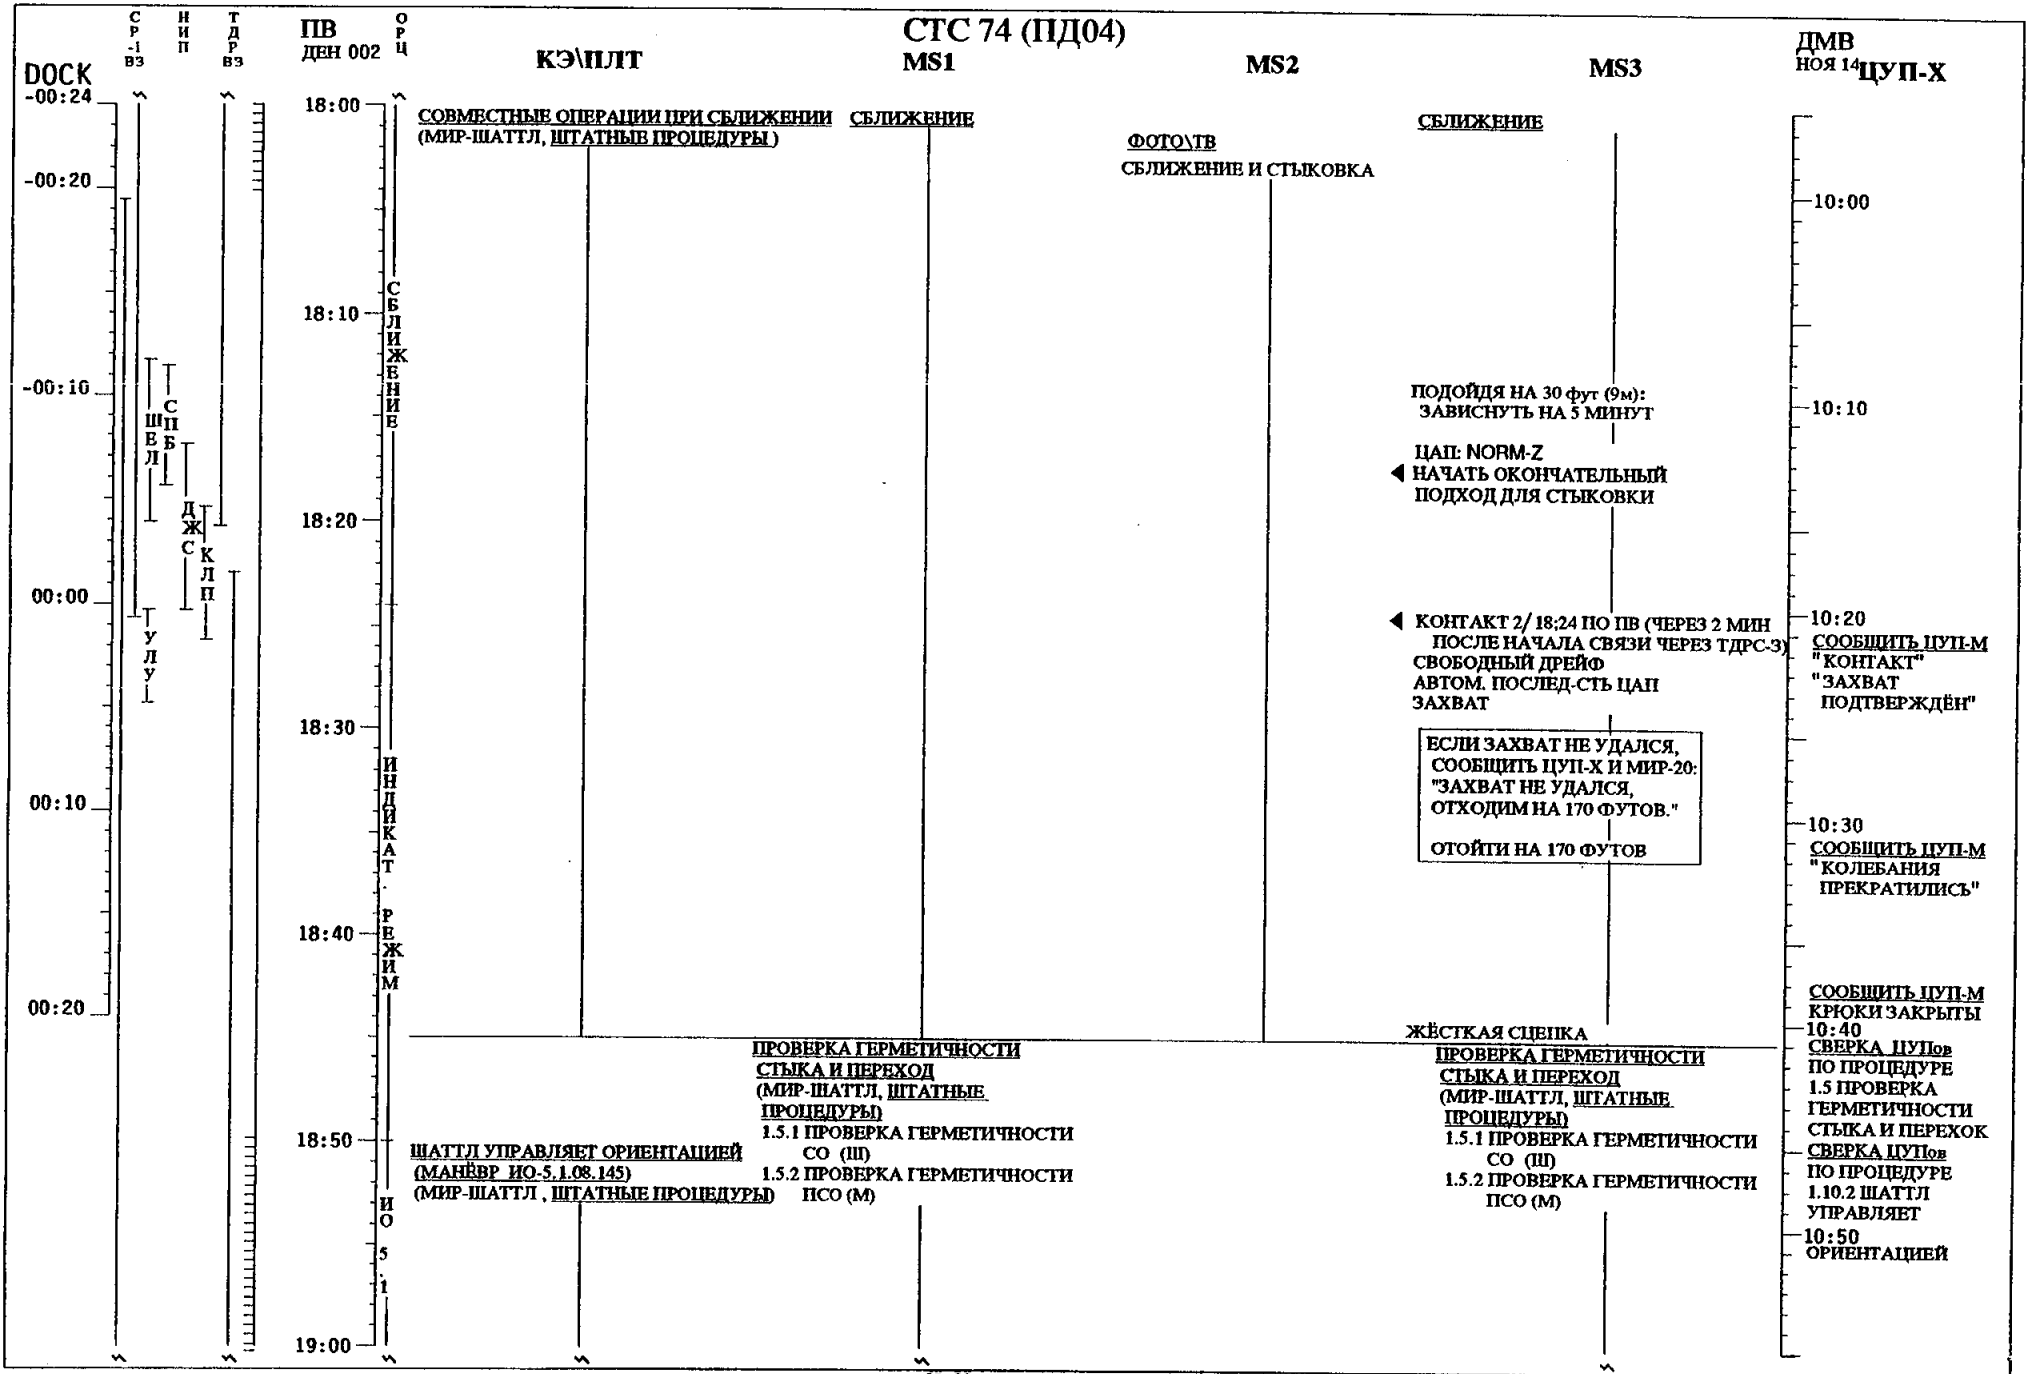 СТС 74 (ПД04)
СР-1 ВЗ
НИП
ТДР ВЗ
ПВ
ДЕН 002
ОРЦ
КЭ\ПЛТ
MS1
MS2
MS3
ДМВ
НОЯ 14
ЦУП-Х
DOCK
-00:24
-00:20
-00:10
00:00
00:10
00:20
ШЕЛ
СПБ
ДЖС
КЛП
УЛУ
18:00
18:10
18:20
18:30
18:40
18:50
19:00
СБЛИЖЕНИЕ
ИНДИКАТ. РЕЖИМ
ИО 5.1
СОВМЕСТНЫЕ ОПЕРАЦИИ ПРИ СБЛИЖЕНИИ
(МИР-ШАТТЛ, ШТАТНЫЕ ПРОЦЕДУРЫ )
ШАТТЛ УПРАВЛЯЕТ ОРИЕНТАЦИЕЙ
(МАНЁВР ИО-5.1.08.145)
(МИР-ШАТТЛ , ШТАТНЫЕ ПРОЦЕДУРЫ)
СБЛИЖЕНИЕ
ПРОВЕРКА ГЕРМЕТИЧНОСТИ
СТЫКА И ПЕРЕХОД
(МИР-ШАТТЛ, ШТАТНЫЕ
ПРОЦЕДУРЫ)
1.5.1 ПРОВЕРКА ГЕРМЕТИЧНОСТИ
СО (Ш)
1.5.2 ПРОВЕРКА ГЕРМЕТИЧНОСТИ
ПСО (М)
ФОТО\ТВ
СБЛИЖЕНИЕ И СТЫКОВКА
СБЛИЖЕНИЕ
ПОДОЙДЯ НА 30 фут (9м):
ЗАВИСНУТЬ НА 5 МИНУТ
ЦАП: NORM-Z
НАЧАТЬ ОКОНЧАТЕЛЬНЫЙ
ПОДХОД ДЛЯ СТЫКОВКИ
КОНТАКТ 2/ 18;24 ПО ПВ (ЧЕРЕЗ 2 МИН
ПОСЛЕ НАЧАЛА СВЯЗИ ЧЕРЕЗ ТДРС-З)
СВОБОДНЫЙ ДРЕЙФ
АВТОМ. ПОСЛЕД-СТЬ ЦАП
ЗАХВАТ
ЕСЛИ ЗАХВАТ НЕ УДАЛСЯ,
СООБЩИТЬ ЦУП-Х И МИР-20:
"ЗАХВАТ НЕ УДАЛСЯ,
ОТХОДИМ НА 170 ФУТОВ."
ОТОЙТИ НА 170 ФУТОВ
ЖЁСТКАЯ СЦЕПКА
ПРОВЕРКА ГЕРМЕТИЧНОСТИ
СТЫКА И ПЕРЕХОД
(МИР-ШАТТЛ, ШТАТНЫЕ
ПРОЦЕДУРЫ)
1.5.1 ПРОВЕРКА ГЕРМЕТИЧНОСТИ
СО (Ш)
1.5.2 ПРОВЕРКА ГЕРМЕТИЧНОСТИ
ПСО (М)
10:00
10:10
10:20
СООБЩИТЬ ЦУП-М
"КОНТАКТ"
"ЗАХВАТ
ПОДТВЕРЖДЁН"
10:30
СООБЩИТЬ ЦУП-М
"КОЛЕБАНИЯ
ПРЕКРАТИЛИСЬ"
СООБЩИТЬ ЦУП-М
КРЮКИ ЗАКРЫТЫ
10:40
СВЕРКА ЦУПов
ПО ПРОЦЕДУРЕ
1.5 ПРОВЕРКА
ГЕРМЕТИЧНОСТИ
СТЫКА И ПЕРЕХОК
СВЕРКА ЦУПов
ПО ПРОЦЕДУРЕ
1.10.2 ШАТТЛ
УПРАВЛЯЕТ
10:50
ОРИЕНТАЦИЕЙ